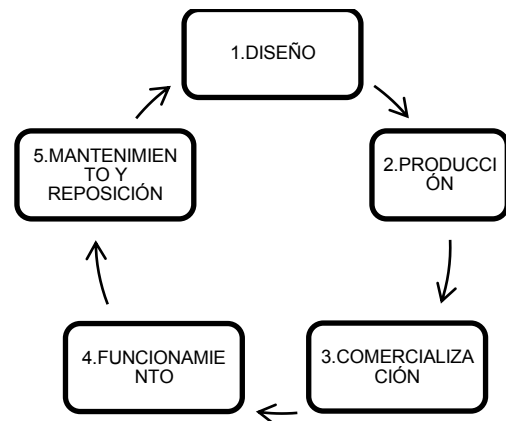 1.DISEÑO
2.PRODUCCI
ÓN
3.COMERCIALIZA
CIÓN
4.FUNCIONAMIE
NTO
5.MANTENIMIEN
TO Y
REPOSICIÓN